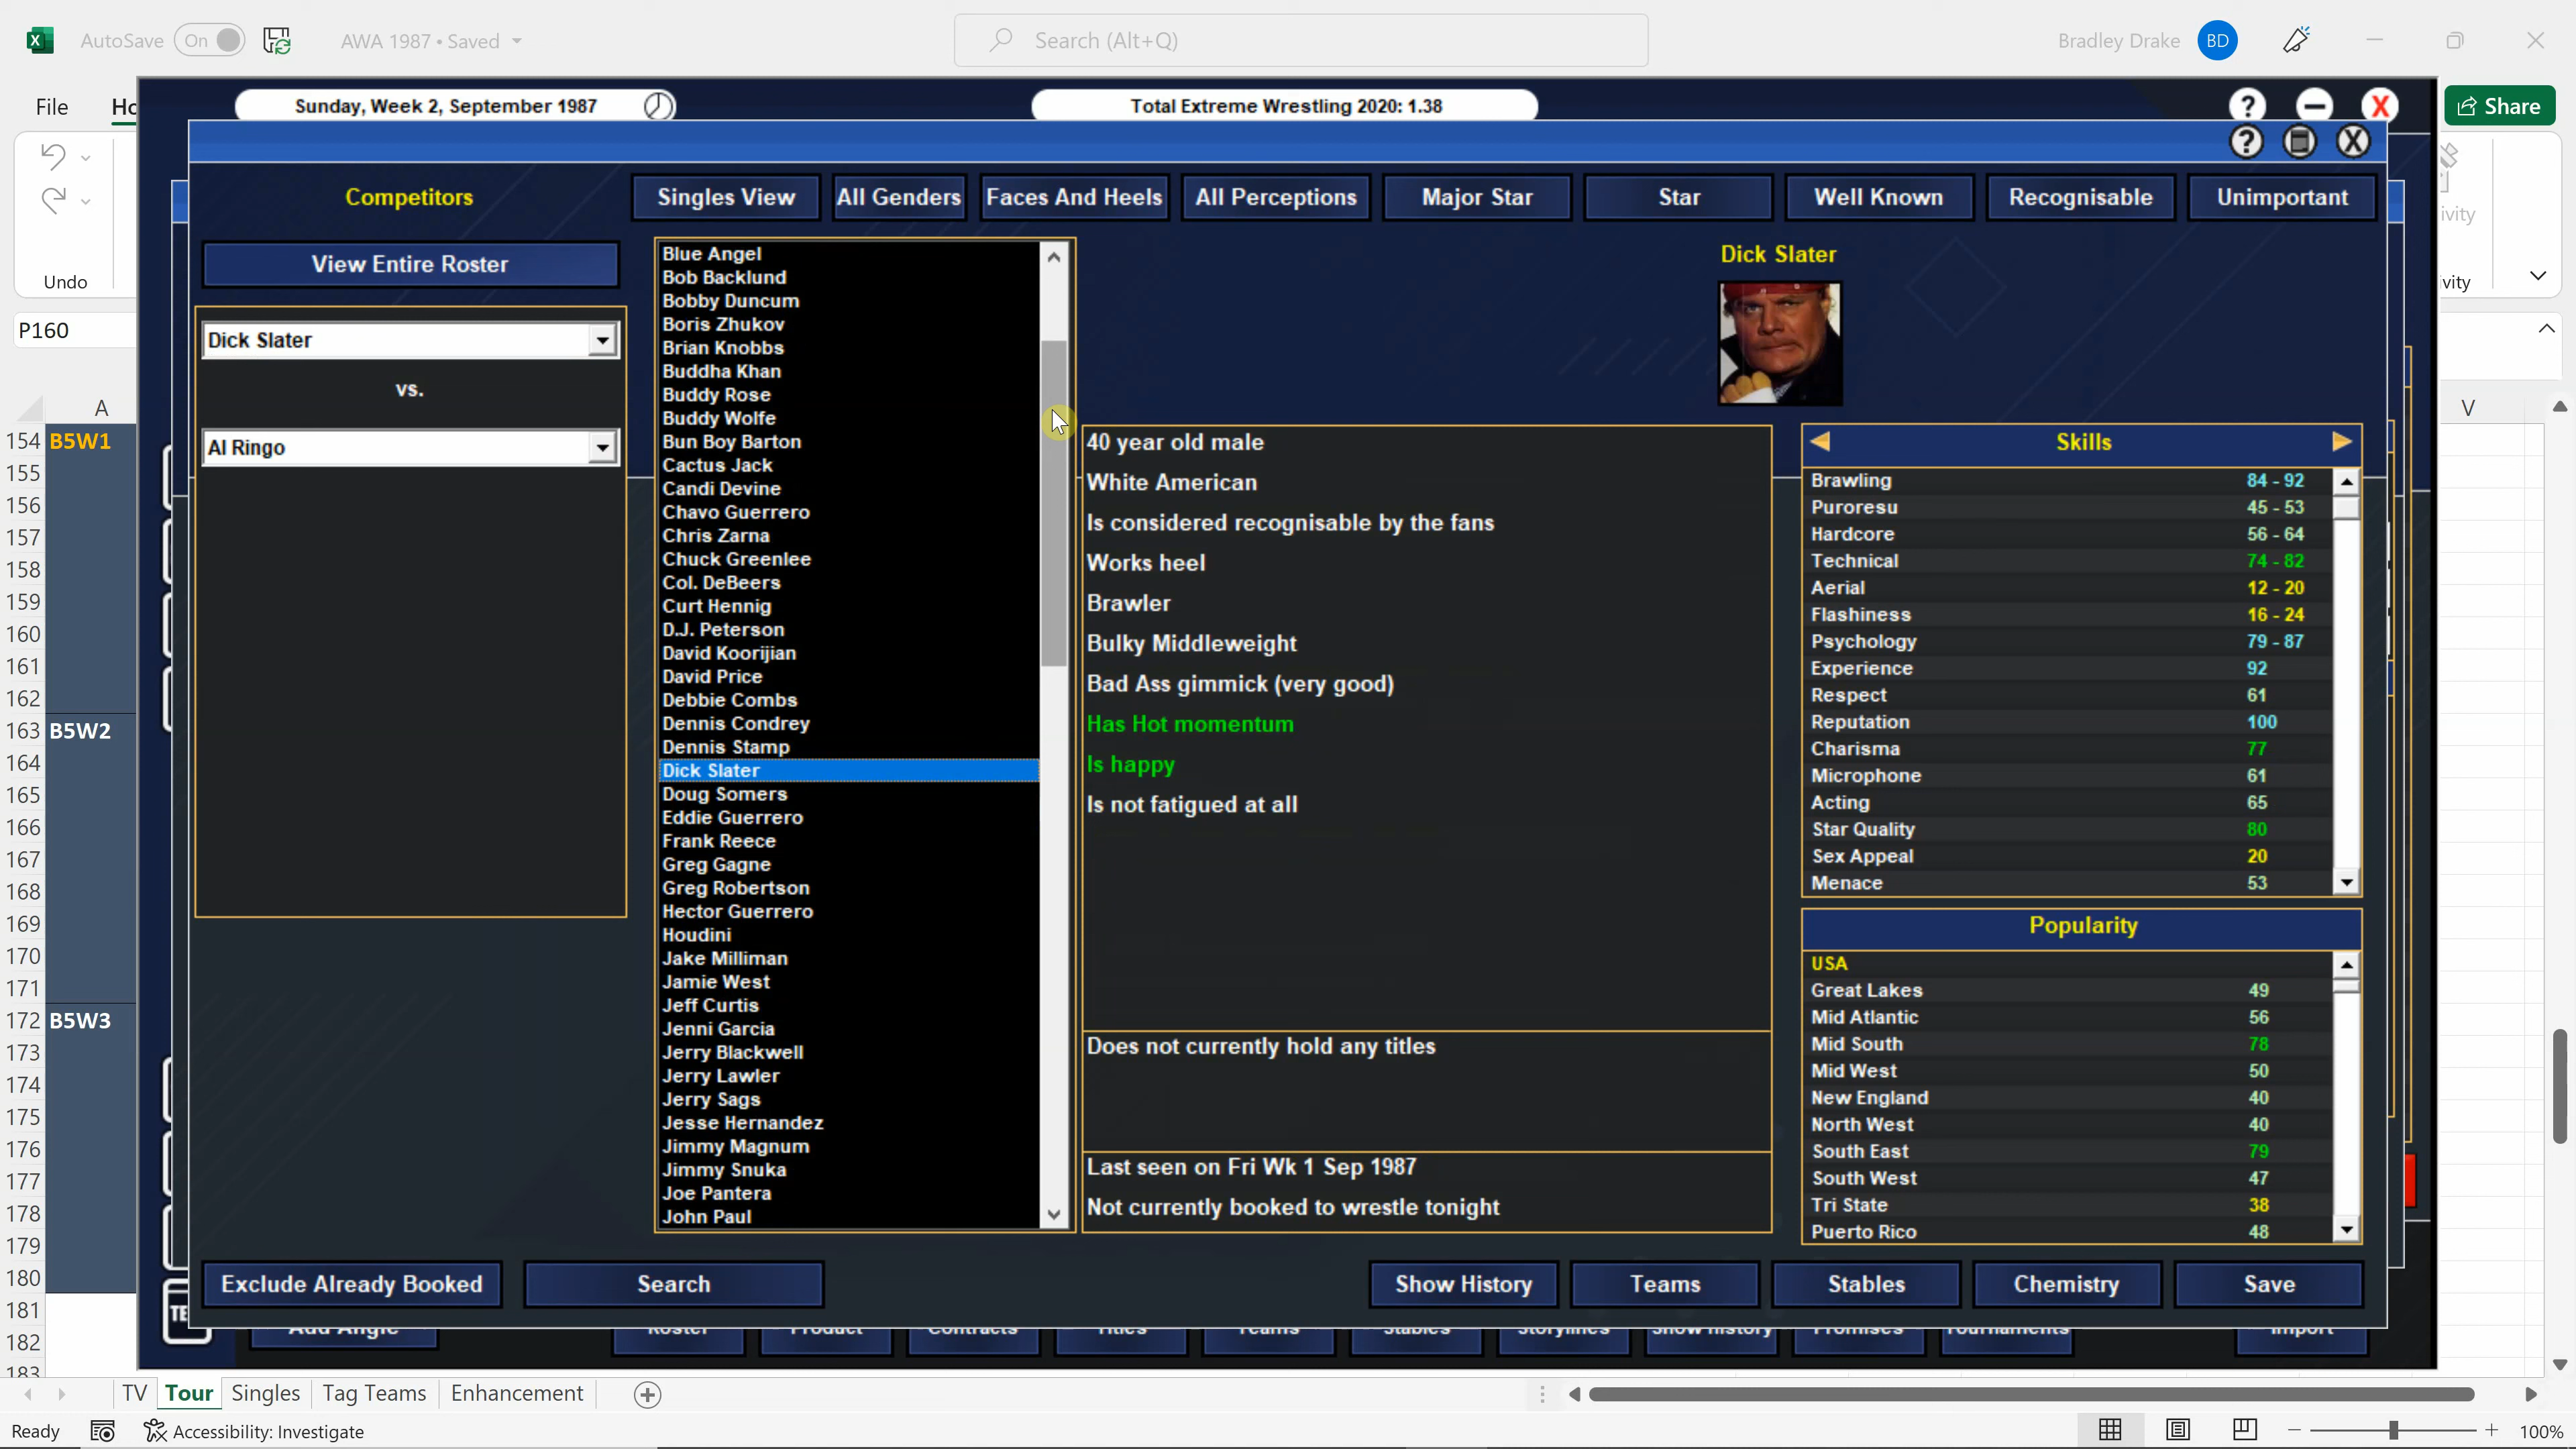 AutoSave On AWA 1987 • Saved Search (Alt+Q) Bradley Drake BD
File Share
Sunday, Week 2, September 1987 Total Extreme Wrestling 2020: 1.38 ? X
? X
Competitors Singles View All Genders Faces And Heels All Perceptions Major Star Star Well Known Recognisable Unimportant
View Entire Roster
Undo
P160
Dick Slater
vs.
Al Ringo
A V
154 B5W1
155
156
157
158
159
160
161
162
163 B5W2
164
165
166
167
168
169
170
171
172 B5W3
173
174
175
176
177
178
179
180
181
182
183
Blue Angel
Bob Backlund
Bobby Duncum
Boris Zhukov
Brian Knobbs
Buddha Khan
Buddy Rose
Buddy Wolfe
Bun Boy Barton
Cactus Jack
Candi Devine
Chavo Guerrero
Chris Zarna
Chuck Greenlee
Col. DeBeers
Curt Hennig
D.J. Peterson
David Koorijian
David Price
Debbie Combs
Dennis Condrey
Dennis Stamp
Dick Slater
Doug Somers
Eddie Guerrero
Frank Reece
Greg Gagne
Greg Robertson
Hector Guerrero
Houdini
Jake Milliman
Jamie West
Jeff Curtis
Jenni Garcia
Jerry Blackwell
Jerry Lawler
Jerry Sags
Jesse Hernandez
Jimmy Magnum
Jimmy Snuka
Joe Pantera
John Paul
Dick Slater
40 year old male
White American
Is considered recognisable by the fans
Works heel
Brawler
Bulky Middleweight
Bad Ass gimmick (very good)
Has Hot momentum
Is happy
Is not fatigued at all
Does not currently hold any titles
Last seen on Fri Wk 1 Sep 1987
Not currently booked to wrestle tonight
Skills
Brawling 84 - 92
Puroresu 45 - 53
Hardcore 56 - 64
Technical 74 - 82
Aerial 12 - 20
Flashiness 16 - 24
Psychology 79 - 87
Experience 92
Respect 61
Reputation 100
Charisma 77
Microphone 61
Acting 65
Star Quality 80
Sex Appeal 20
Menace 53
Popularity
USA
Great Lakes 49
Mid Atlantic 56
Mid South 78
Mid West 50
New England 40
North West 40
South East 79
South West 47
Tri State 38
Puerto Rico 48
Exclude Already Booked Search Show History Teams Stables Chemistry Save
Add Angle Roster Product Contracts Titles Teams Stables Storylines Show History Promises Tournaments Import
TV Tour Singles Tag Teams Enhancement
Ready Accessibility: Investigate 100%